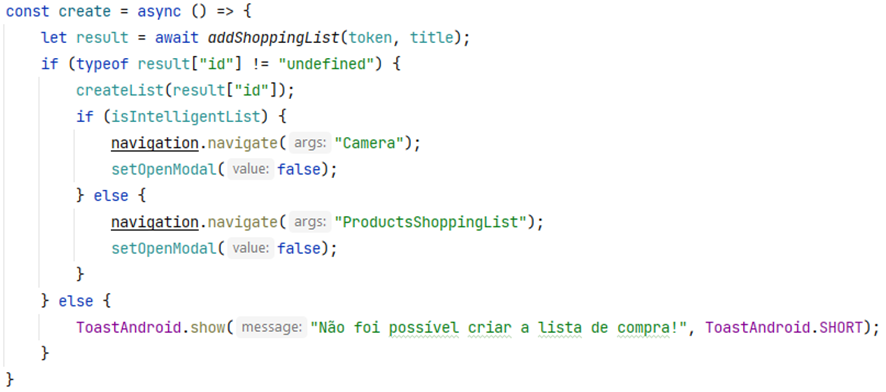 const create = async () => {
    let result = await addShoppingList(token, title);
    if (typeof result["id"] != "undefined") {
        createList(result["id"]);
        if (isIntelligentList) {
            navigation.navigate( args: "Camera");
            setOpenModal( value: false);
        } else {
            navigation.navigate( args: "ProductsShoppingList");
            setOpenModal( value: false);
        }
    } else {
        ToastAndroid.show( message: "Não foi possível criar a lista de compra!", ToastAndroid.SHORT);
    }
}